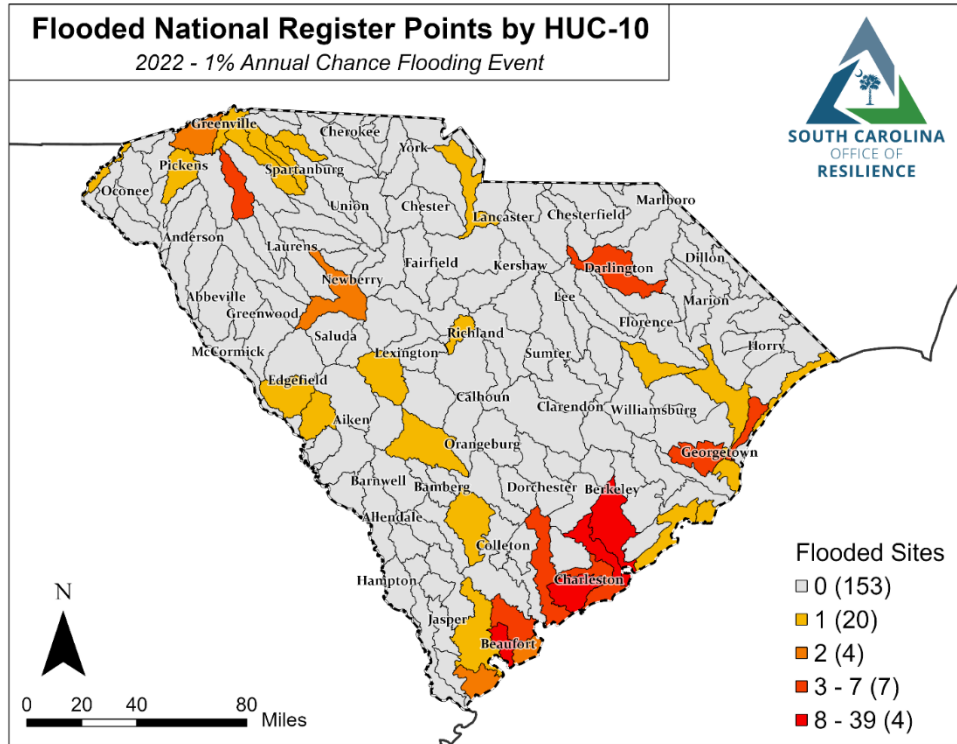 Flooded National Register Points by HUC-10
2022 - 1% Annual Chance Flooding Event
SOUTH CAROLINA
OFFICE OF
RESILIENCE
Greenville
Cherokee
York
Pickens
Spartanburg
Oconee
Union
Chester
Lancaster
Chesterfield
Marlboro
Anderson
Laurens
Fairfield
Kershaw
Darlington
Dillon
Newberry
Abbeville
Greenwood
Lee
Marion
Saluda
Richland
Florence
McCormick
Lexington
Sumter
Horry
Edgefield
Calhoun
Clarendon
Williamsburg
Aiken
Orangeburg
Georgetown
Barnwell
Bamberg
Dorchester
Berkeley
Allendale
Colleton
Hampton
Charleston
Jasper
Beaufort
Flooded Sites
0 (153)
1 (20)
2 (4)
3 - 7 (7)
8 - 39 (4)
N
0 20 40 80
Miles